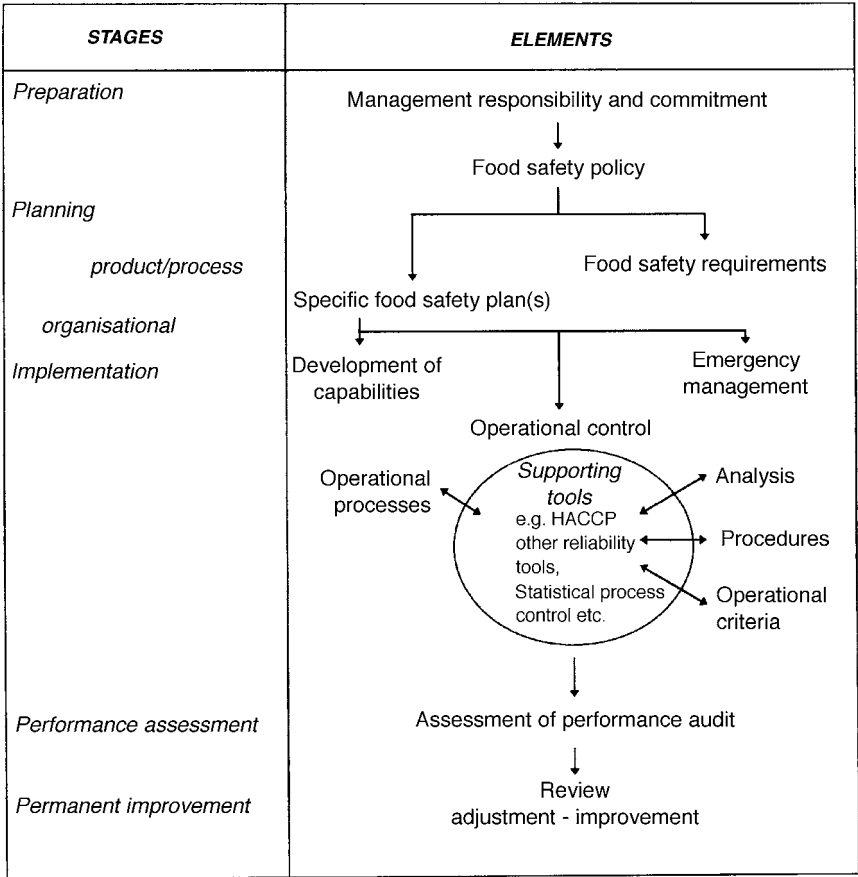 STAGES
ELEMENTS
Preparation
Management responsibility and commitment
Food safety policy
Planning
product/process
Food safety requirements
Specific food safety plan(s)
organisational
Implementation
Development of
capabilities
Emergency
management
Operational control
Operational
processes
Supporting
tools
e.g. HACCP
other reliability
tools,
Statistical process
control etc.
Analysis
Procedures
Operational
criteria
Performance assessment
Assessment of performance audit
Permanent improvement
Review
adjustment - improvement